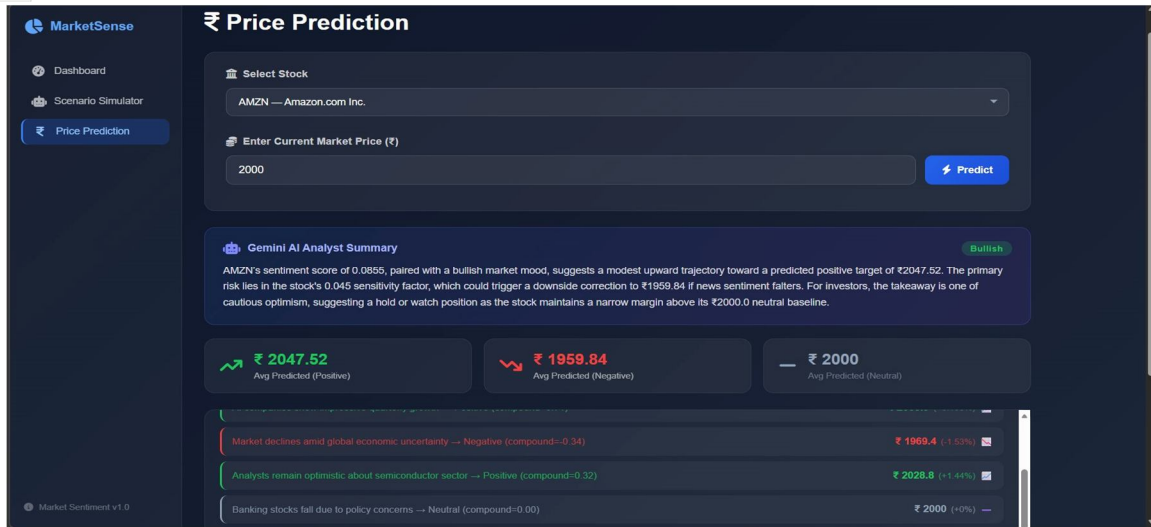 MarketSense
Dashboard
Scenario Simulator
₹ Price Prediction
Market Sentiment v1.0
₹ Price Prediction
Select Stock
AMZN — Amazon.com Inc.
Enter Current Market Price (₹)
2000
Predict
Gemini AI Analyst Summary
Bullish
AMZN's sentiment score of 0.0855, paired with a bullish market mood, suggests a modest upward trajectory toward a predicted positive target of ₹2047.52. The primary
risk lies in the stock's 0.045 sensitivity factor, which could trigger a downside correction to ₹1959.84 if news sentiment falters. For investors, the takeaway is one of
cautious optimism, suggesting a hold or watch position as the stock maintains a narrow margin above its ₹2000.0 neutral baseline.
₹ 2047.52
Avg Predicted (Positive)
₹ 1959.84
Avg Predicted (Negative)
₹ 2000
Avg Predicted (Neutral)
Market declines amid global economic uncertainty → Negative (compound=-0.34) ₹ 1969.4 (-1.53%)
Analysts remain optimistic about semiconductor sector → Positive (compound=0.32) ₹ 2028.8 (+1.44%)
Banking stocks fall due to policy concerns → Neutral (compound=0.00) ₹ 2000 (+0%)